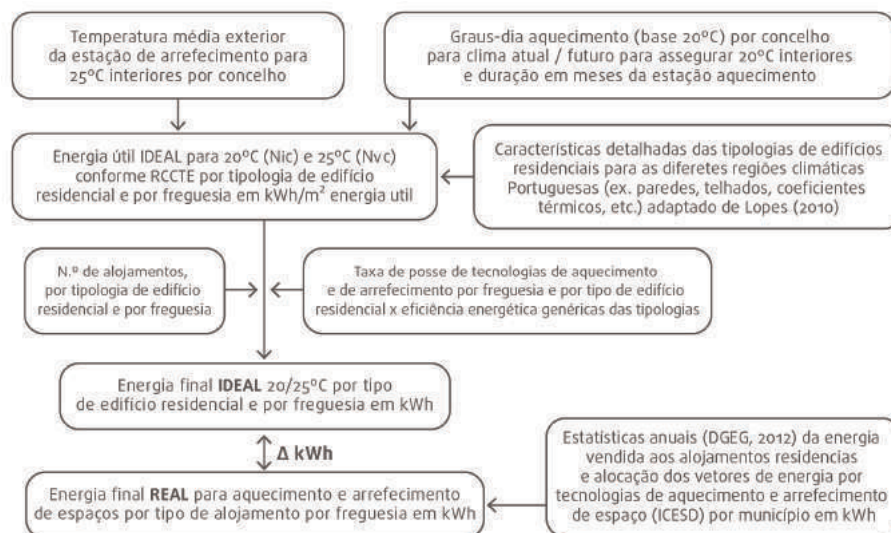 Temperatura média exterior
da estação de arrefecimento para
25ºC interiores por concelho
Graus-dia aquecimento (base 20ºC) por concelho
para clima atual / futuro para assegurar 20ºC interiores
e duração em meses da estação aquecimento
Energia útil IDEAL para 20ºC (Nic) e 25ºC (Nvc)
conforme RCCTE por tipologia de edifício
residencial e por freguesia em kWh/m² energia util
Características detalhadas das tipologias de edifícios
residenciais para as diferetes regiões climáticas
Portuguesas (ex. paredes, telhados, coeficientes
térmicos, etc.) adaptado de Lopes (2010)
N.º de alojamentos,
por tipologia de edifício
residencial e por freguesia
Taxa de posse de tecnologias de aquecimento
e de arrefecimento por freguesia e por tipo de edifício
residencial x eficiência energética genéricas das tipologias
Energia final IDEAL 20/25ºC por tipo
de edifício residencial e por freguesia em kWh
Δ kWh
Energia final REAL para aquecimento e arrefecimento
de espaços por tipo de alojamento por freguesia em kWh
Estatísticas anuais (DGEG, 2012) da energia
vendida aos alojamentos residencias
e alocação dos vetores de energia por
tecnologias de aquecimento e arrefecimento
de espaço (ICESD) por município em kWh